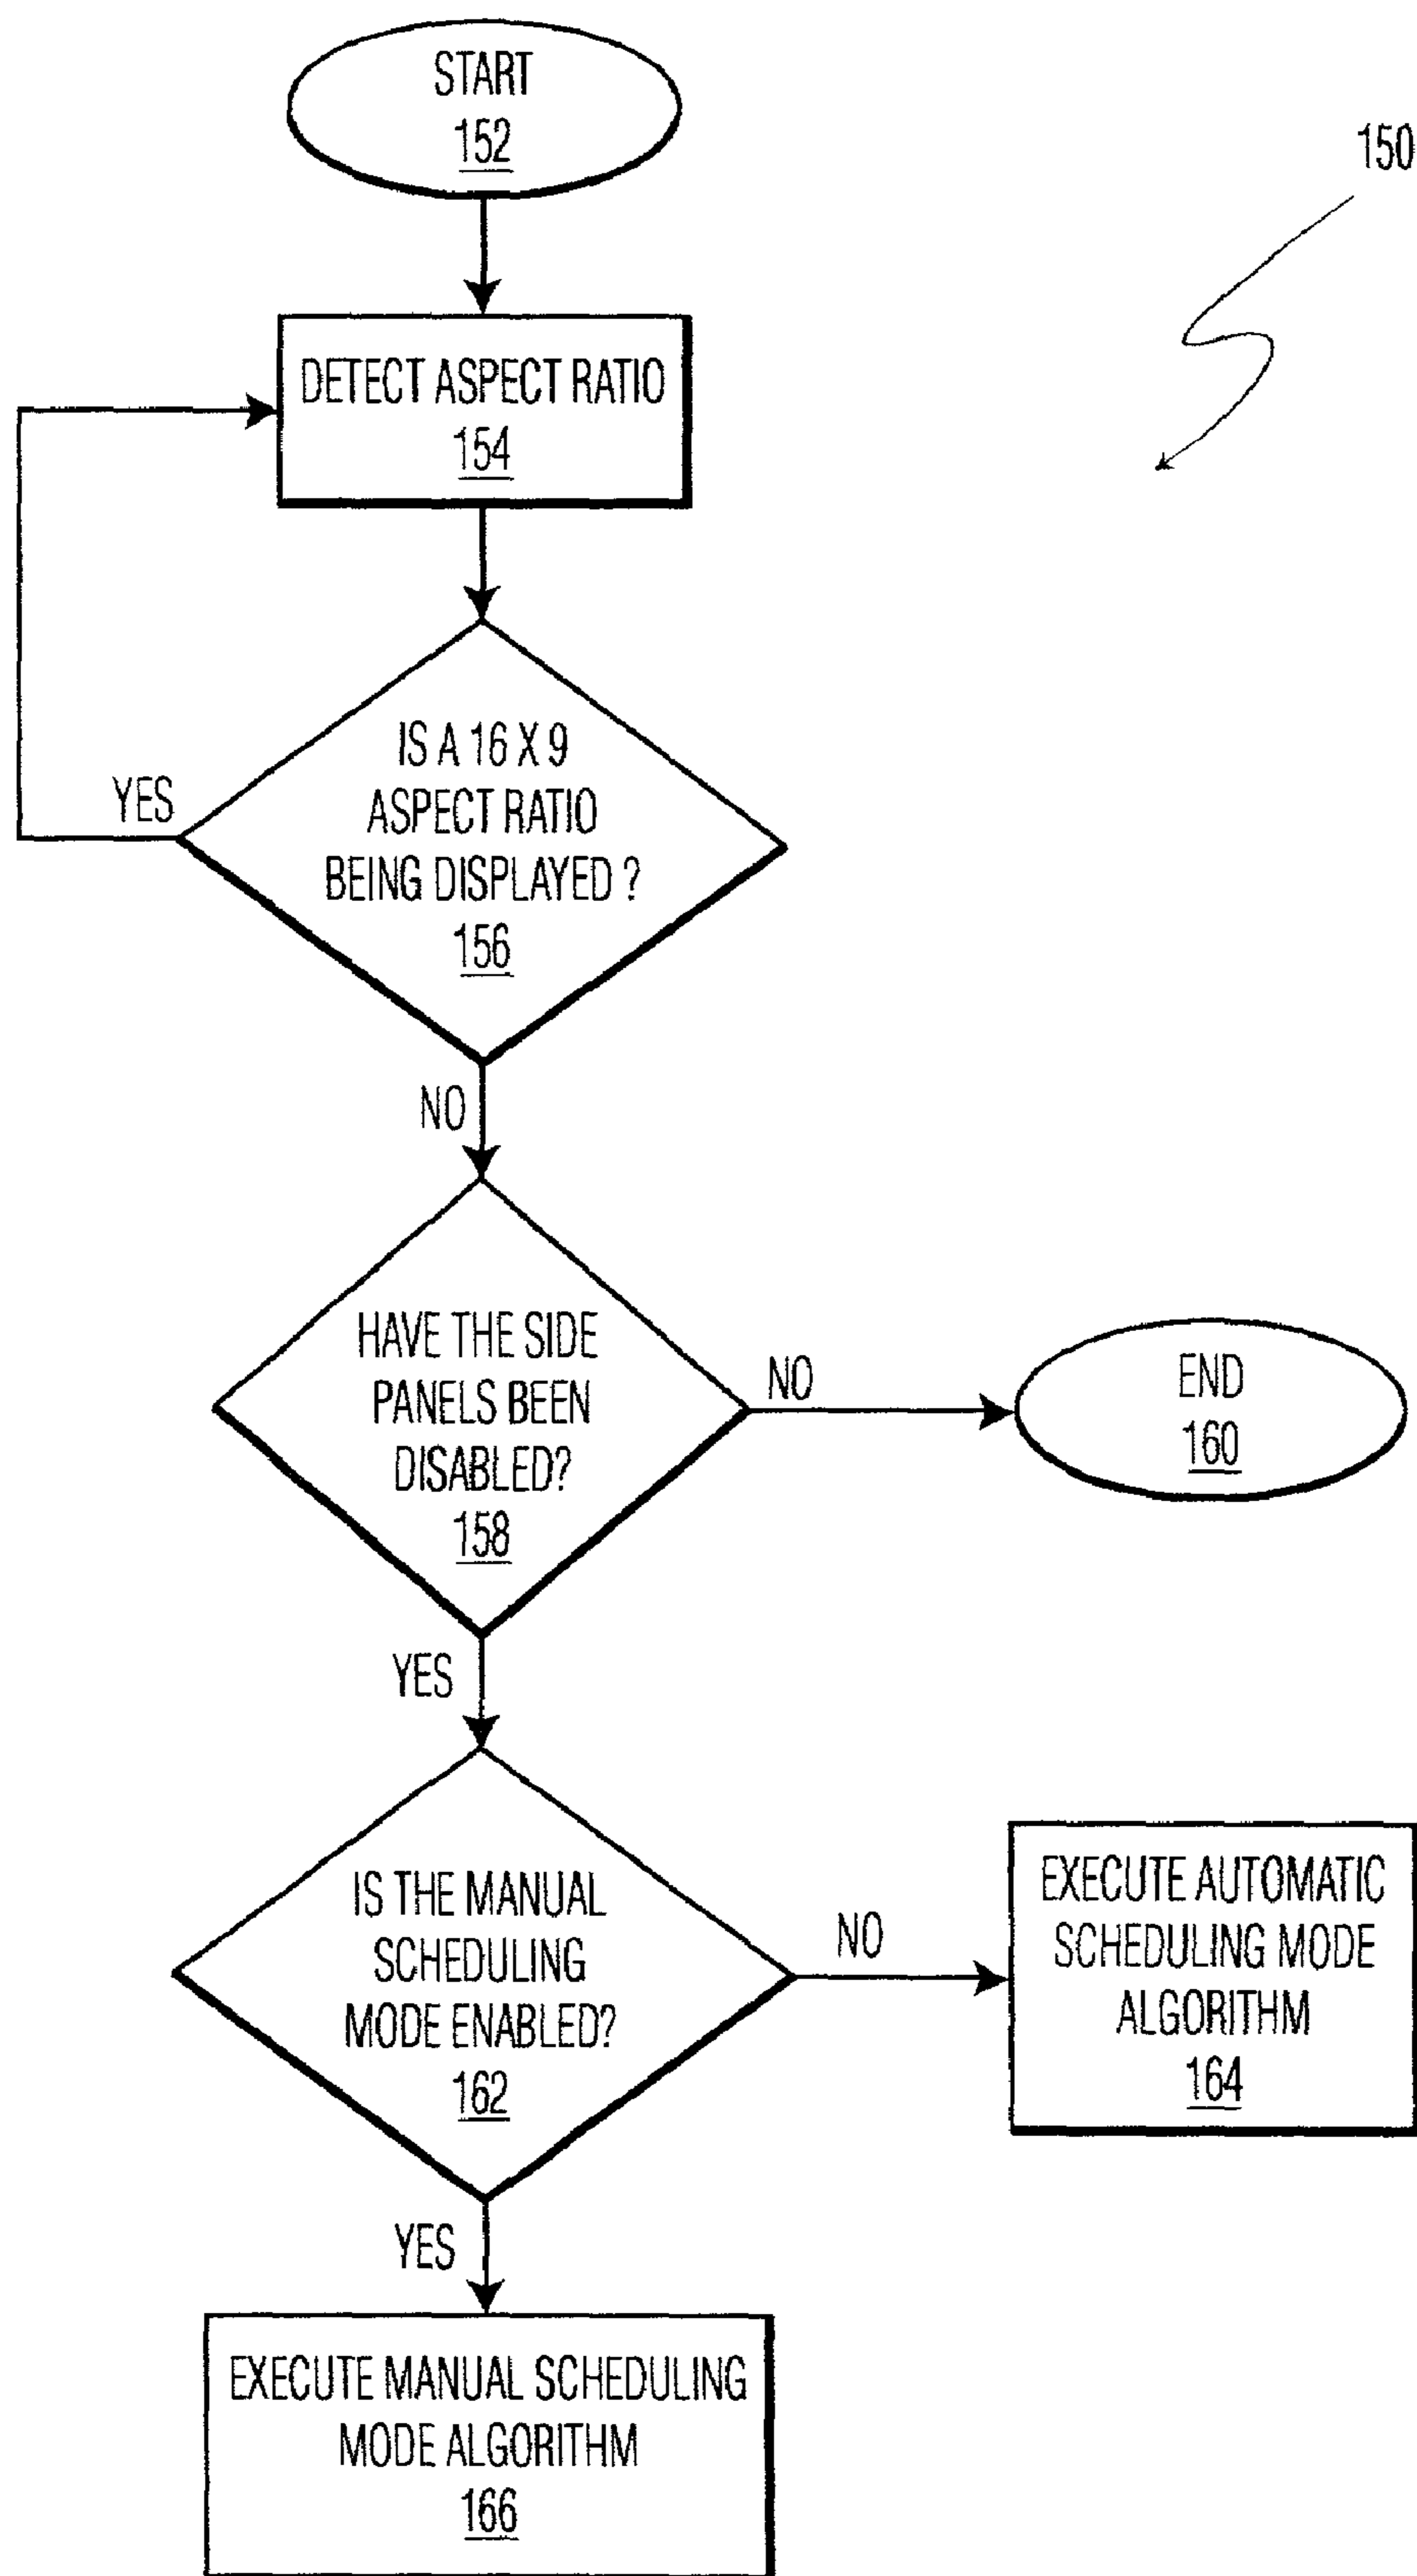 START
152
150
DETECT ASPECT RATIO
154
IS A 16 X 9
ASPECT RATIO
BEING DISPLAYED ?
156
YES
NO
HAVE THE SIDE
PANELS BEEN
DISABLED?
158
NO
END
160
YES
IS THE MANUAL
SCHEDULING
MODE ENABLED?
162
NO
EXECUTE AUTOMATIC
SCHEDULING MODE
ALGORITHM
164
YES
EXECUTE MANUAL SCHEDULING
MODE ALGORITHM
166